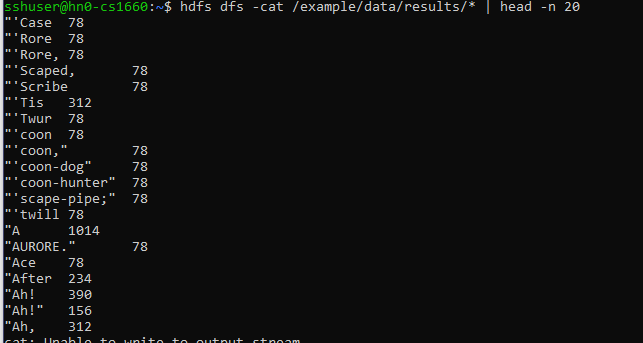 sshuser@hn0-cs1660:~$ hdfs dfs -cat /example/data/results/* | head -n 20
"'Case 78
"'Rore 78
"'Rore, 78
"'Scaped, 78
"'Scribe 78
"'Tis 312
"'Twur 78
"'coon 78
"'coon," 78
"'coon-dog" 78
"'coon-hunter" 78
"'scape-pipe;" 78
"'twill 78
"A 1014
"AURORE." 78
"Ace 78
"After 234
"Ah! 390
"Ah!" 156
"Ah, 312
cat: Unable to write to output stream.